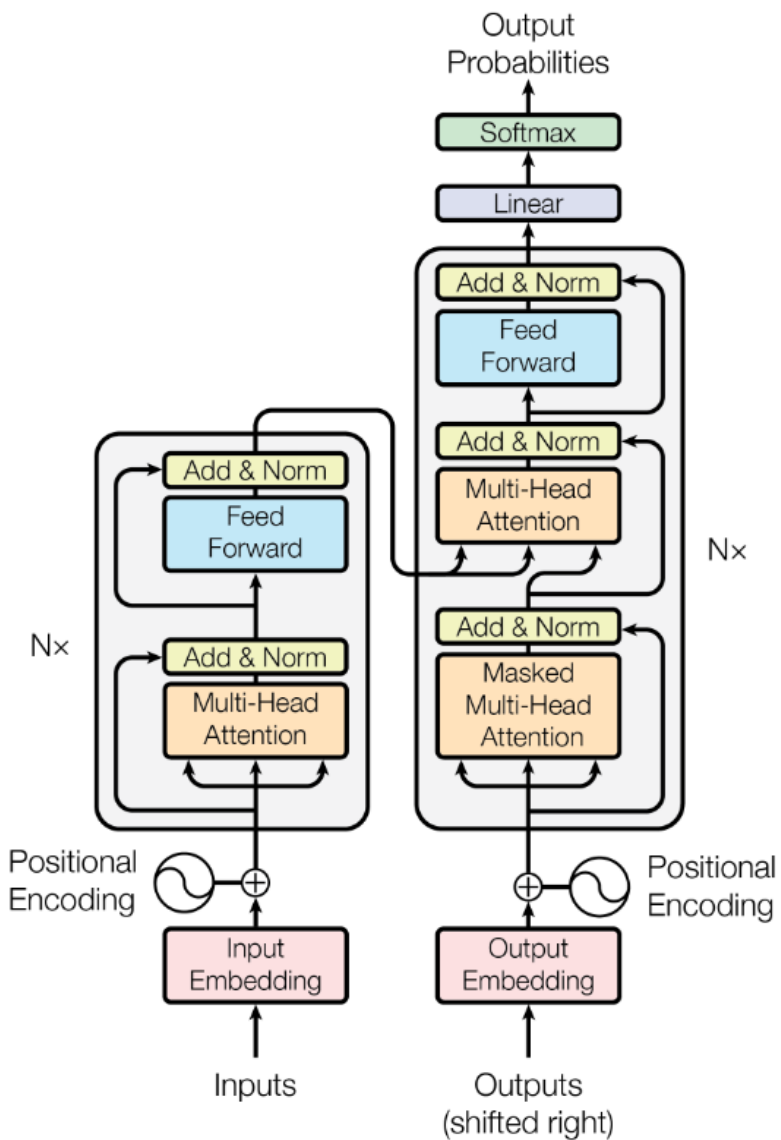 Output
Probabilities
Softmax
Linear
Add & Norm
Feed
Forward
Add & Norm
Multi-Head
Attention
Nx
Add & Norm
Masked
Multi-Head
Attention
Add & Norm
Feed
Forward
Nx
Add & Norm
Multi-Head
Attention
Positional
Encoding
Positional
Encoding
Input
Embedding
Output
Embedding
Inputs
Outputs
(shifted right)